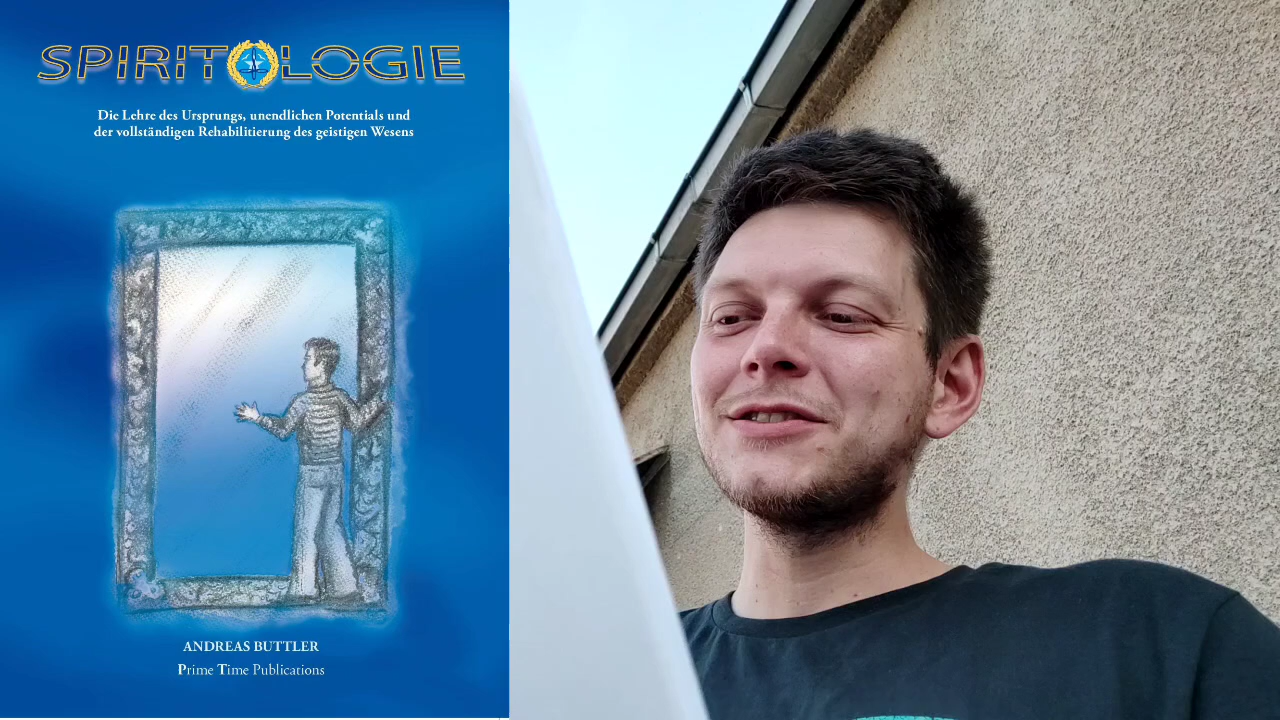 SPIRITOLOGIE
Die Lehre des Ursprungs, unendlichen Potentials und
der vollständigen Rehabilitierung des geistigen Wesens
ANDREAS BUTTLER
Prime Time Publications